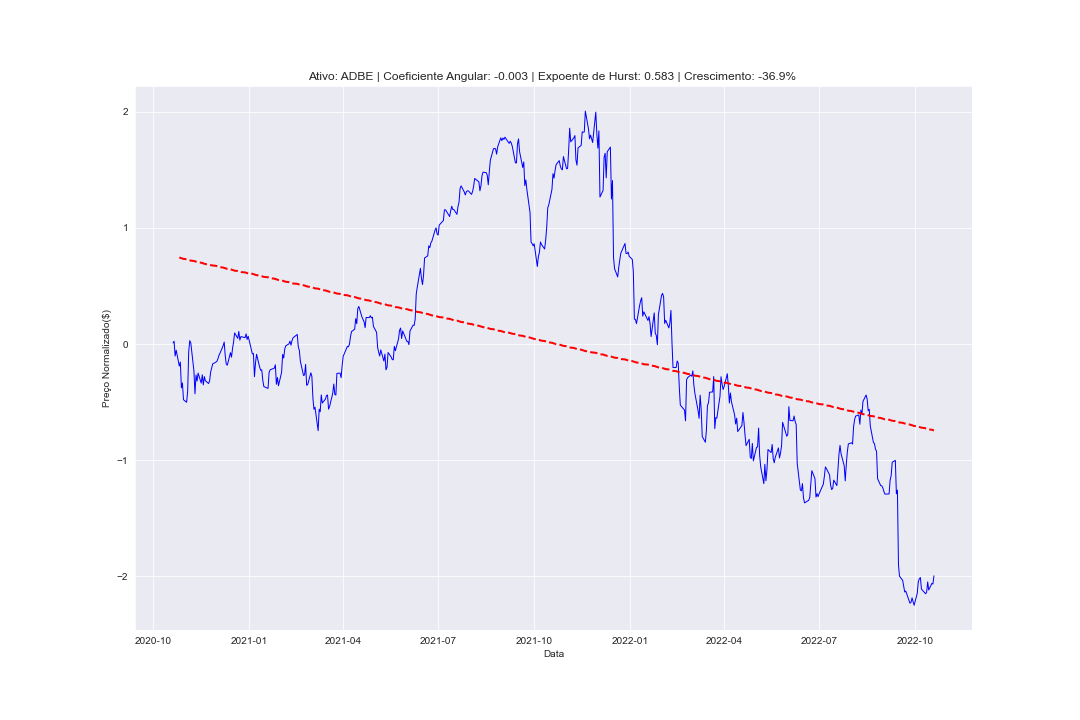 Ativo: ADBE | Coeficiente Angular: -0.003 | Expoente de Hurst: 0.583 | Crescimento: -36.9%
Preço Normalizado($)
2
1
0
−1
−2
2020-10 2021-01 2021-04 2021-07 2021-10 2022-01 2022-04 2022-07 2022-10
Data